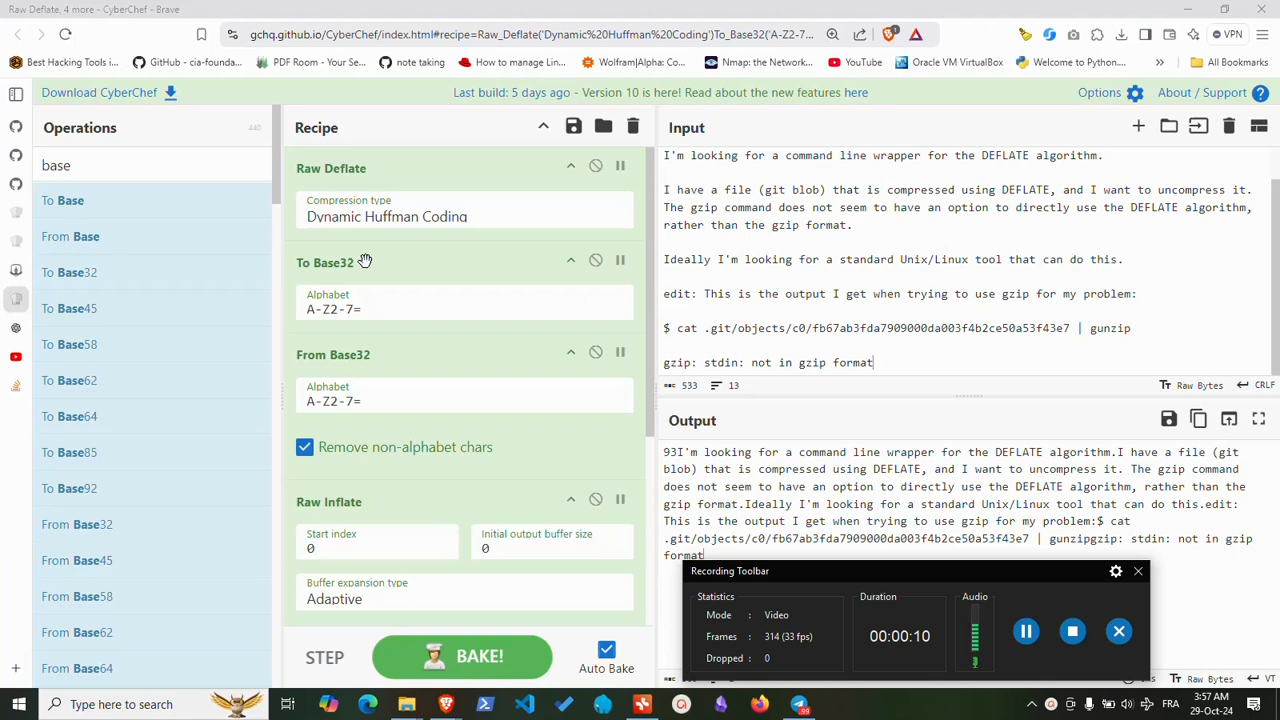 Raw Deflate, 4 more - CyberChef - Brave
gchq.github.io/CyberChef/index.html#recipe=Raw_Deflate('Dynamic%20Huffman%20Coding')To_Base32('A-Z2-7...
VPN
Best Hacking Tools i...
GitHub - cia-founda...
PDF Room - Your Se...
note taking
How to manage Lin...
Wolfram|Alpha: Co...
Nmap: the Network...
YouTube
Oracle VM VirtualBox
Welcome to Python....
All Bookmarks
Download CyberChef
Last build: 5 days ago - Version 10 is here! Read about the new features here
Options
About / Support
Operations
440
base
To Base
From Base
To Base32
To Base45
To Base58
To Base62
To Base64
To Base85
To Base92
From Base32
From Base45
From Base58
From Base62
From Base64
Recipe
Raw Deflate
Compression type
Dynamic Huffman Coding
To Base32
Alphabet
A-Z2-7=
From Base32
Alphabet
A-Z2-7=
Remove non-alphabet chars
Raw Inflate
Start index
0
Initial output buffer size
0
Buffer expansion type
Adaptive
STEP
BAKE!
Auto Bake
Input
I'm looking for a command line wrapper for the DEFLATE algorithm.
I have a file (git blob) that is compressed using DEFLATE, and I want to uncompress it.
The gzip command does not seem to have an option to directly use the DEFLATE algorithm,
rather than the gzip format.
Ideally I'm looking for a standard Unix/Linux tool that can do this.
edit: This is the output I get when trying to use gzip for my problem:
$ cat .git/objects/c0/fb67ab3fda7909000da003f4b2ce50a53f43e7 | gunzip
gzip: stdin: not in gzip format
533
13
Raw Bytes
CRLF
Output
93I'm looking for a command line wrapper for the DEFLATE algorithm.I have a file (git
blob) that is compressed using DEFLATE, and I want to uncompress it. The gzip command
does not seem to have an option to directly use the DEFLATE algorithm, rather than the
gzip format.Ideally I'm looking for a standard Unix/Linux tool that can do this.edit:
This is the output I get when trying to use gzip for my problem:$ cat
.git/objects/c0/fb67ab3fda7909000da003f4b2ce50a53f43e7 | gunzipgzip: stdin: not in gzip
format
Recording Toolbar
Statistics
Mode : Video
Frames : 314 (33 fps)
Dropped : 0
Duration
00:00:10
Audio
Raw Bytes
VT
Type here to search
99
FRA
3:57 AM
29-Oct-24